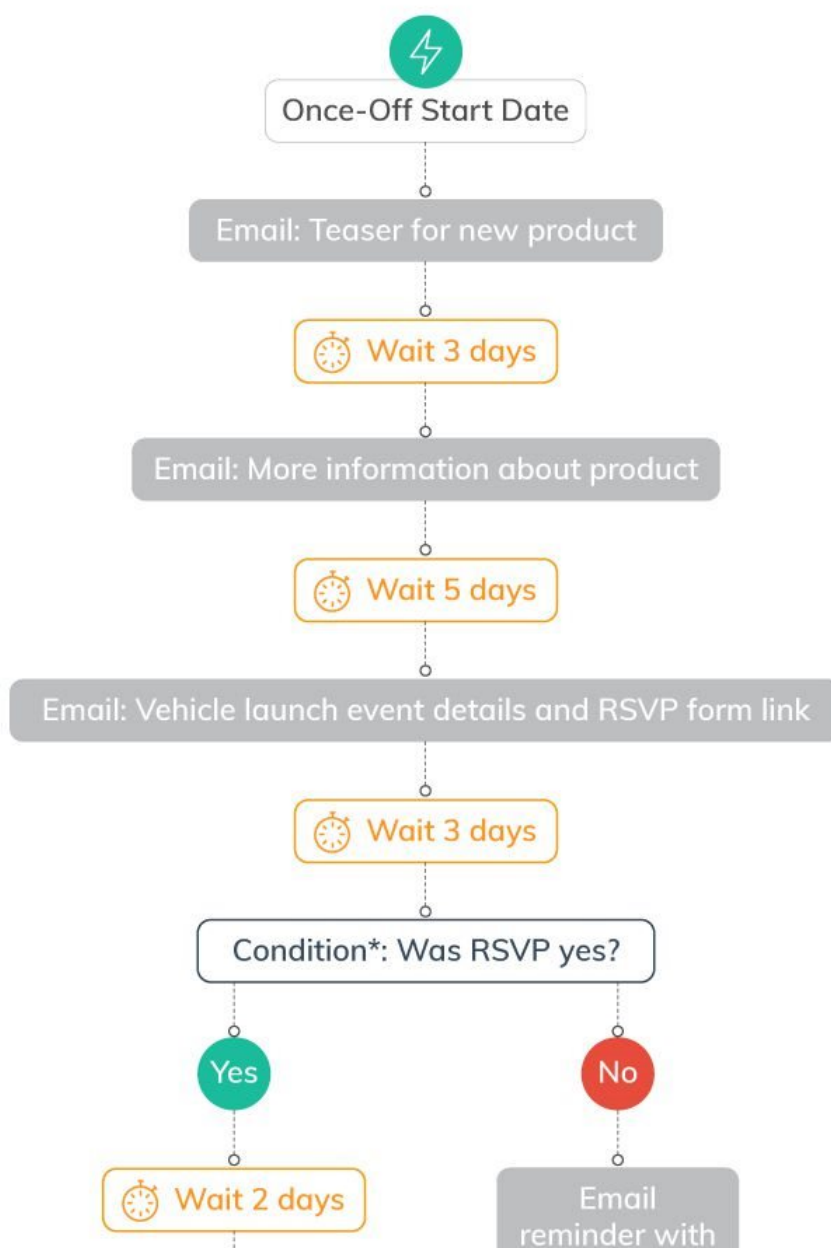 Once-Off Start Date
Email: Teaser for new product
Wait 3 days
Email: More information about product
Wait 5 days
Email: Vehicle launch event details and RSVP form link
Wait 3 days
Condition*: Was RSVP yes?
Yes
No
Wait 2 days
Email
reminder with